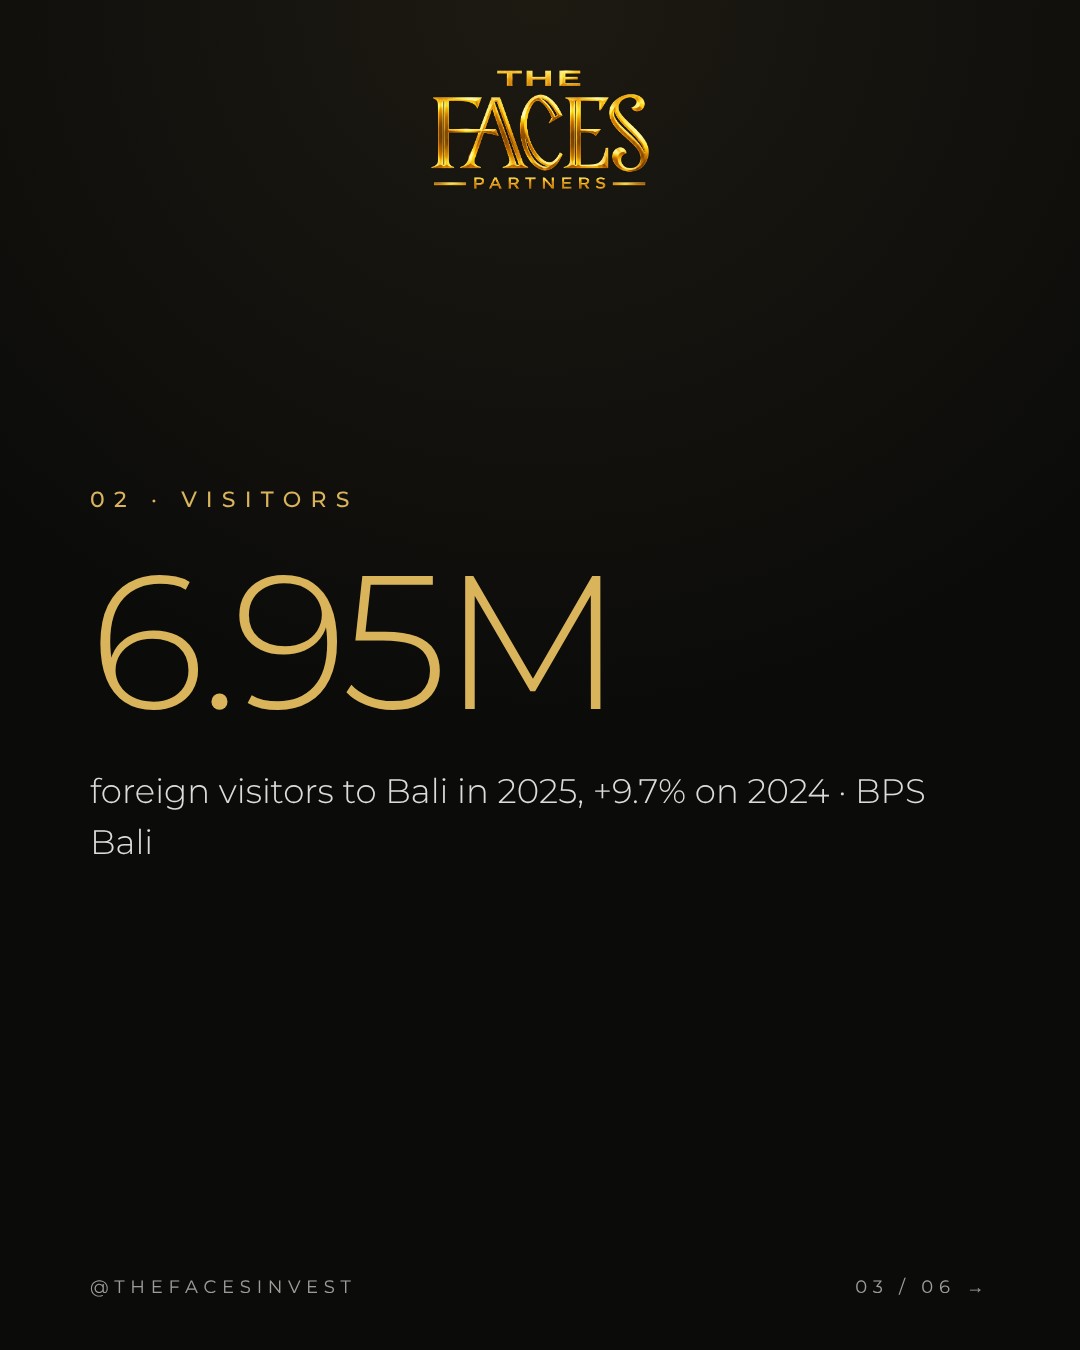 THE
FACES
PARTNERS
02 · VISITORS
6.95M
foreign visitors to Bali in 2025, +9.7% on 2024 · BPS
Bali
@THEFACESINVEST
03 / 06 →